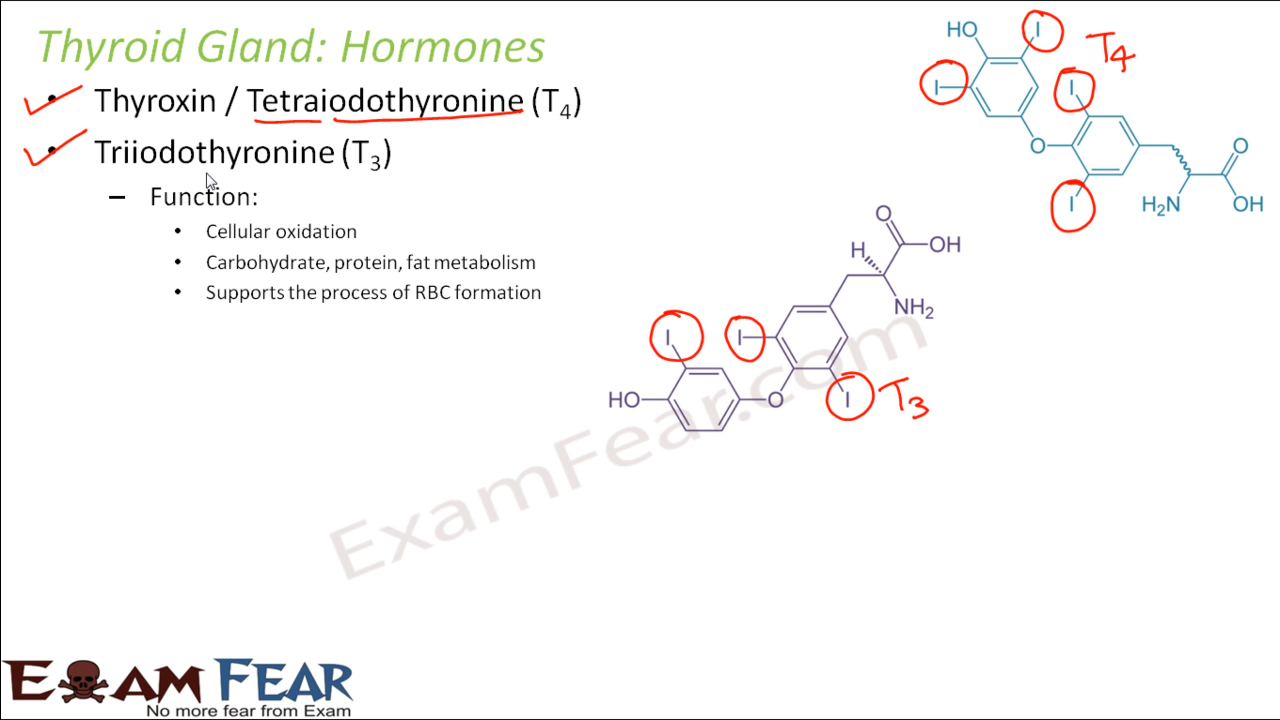 Thyroid Gland: Hormones
• Thyroxin / Tetraiodothyronine (T₄)
• Triiodothyronine (T₃)
– Function:
• Cellular oxidation
• Carbohydrate, protein, fat metabolism
• Supports the process of RBC formation
HO
I
T₄
I
I
O
O
I
H₂N
OH
O
H
OH
NH₂
I
I
HO
O
I
T₃
ExamFear.com
EXAM FEAR
No more fear from Exam